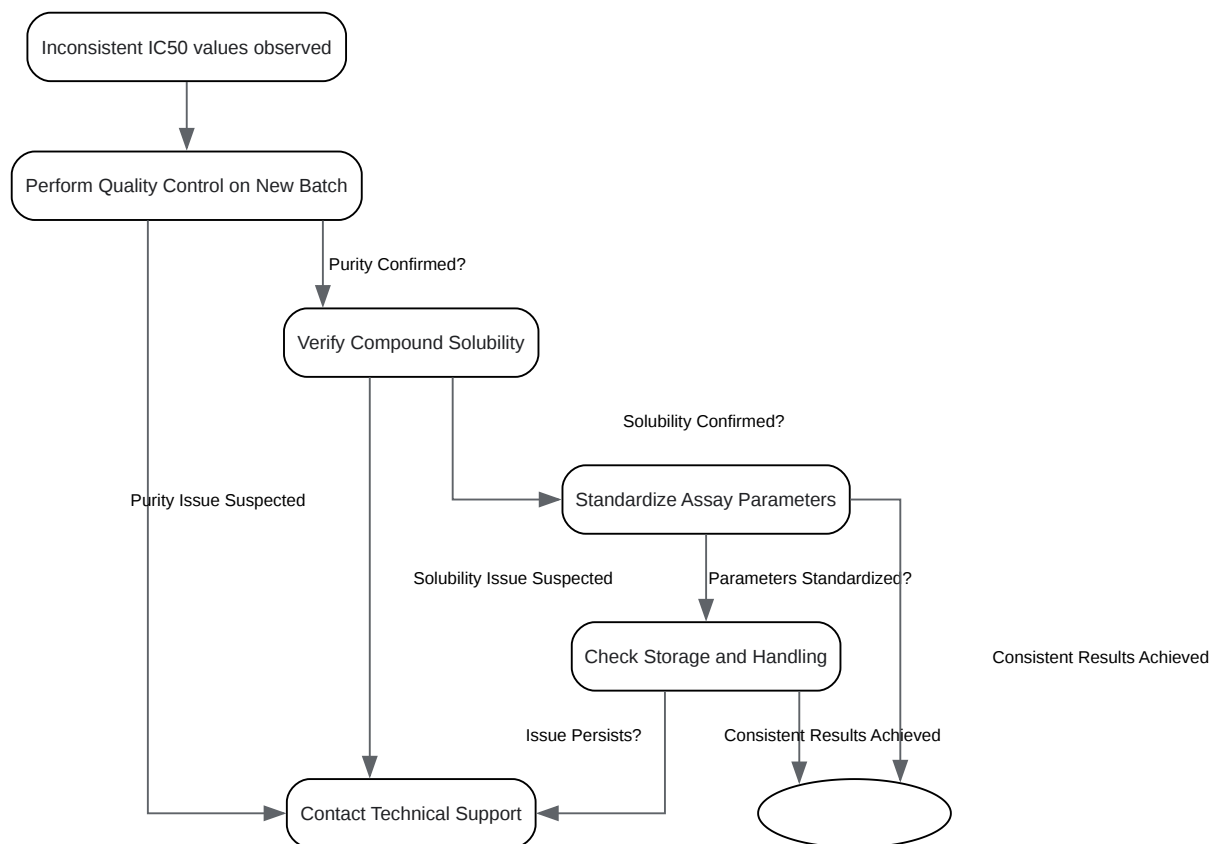 Inconsistent IC50 values observed
Perform Quality Control on New Batch
Purity Confirmed?
Verify Compound Solubility
Solubility Confirmed?
Purity Issue Suspected
Standardize Assay Parameters
Solubility Issue Suspected
Parameters Standardized?
Check Storage and Handling
Consistent Results Achieved
Issue Persists?
Consistent Results Achieved
Contact Technical Support